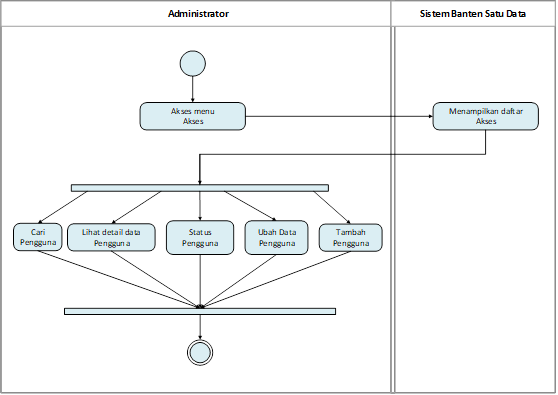 Administrator
Sistem Banten Satu Data
Akses menu
Akses
Menampilkan daftar
Akses
Cari
Pengguna
Lihat detail data
Pengguna
Status
Pengguna
Ubah Data
Pengguna
Tambah
Pengguna